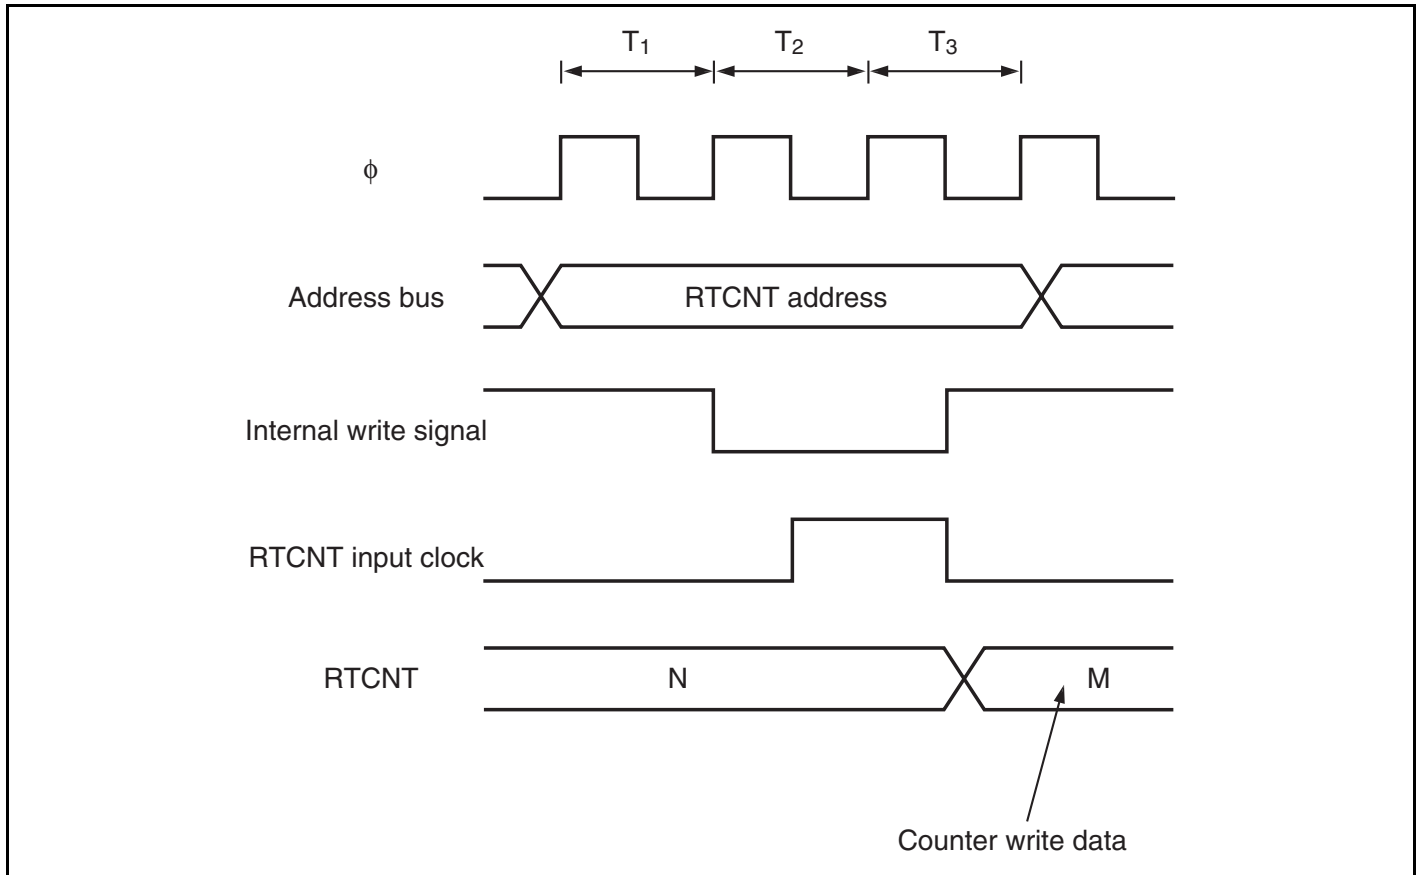 T1 T2 T3
ϕ
Address bus RTCNT address
Internal write signal
RTCNT input clock
RTCNT N M
Counter write data